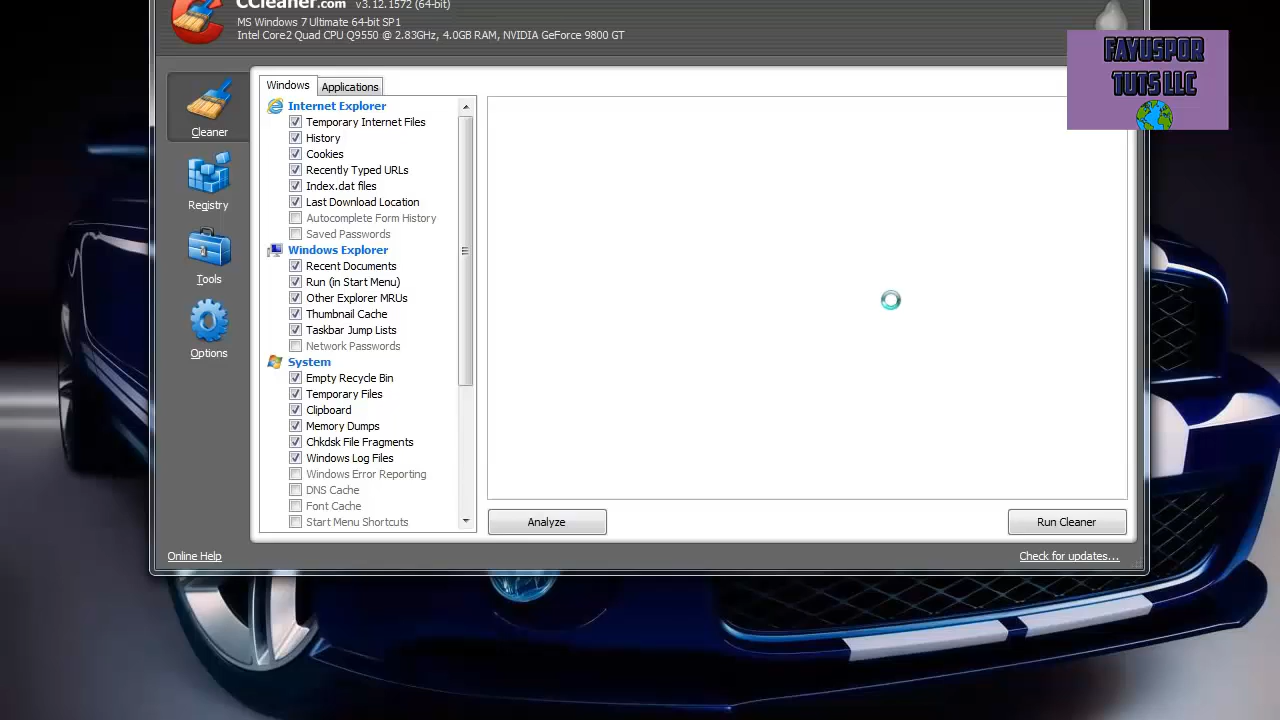 CCleaner.com v3.12.1572 (64-bit)
MS Windows 7 Ultimate 64-bit SP1
Intel Core2 Quad CPU Q9550 @ 2.83GHz, 4.0GB RAM, NVIDIA GeForce 9800 GT
FAYUSPOR
TUTS LLC
Cleaner
Registry
Tools
Options
Windows
Applications
Internet Explorer
Temporary Internet Files
History
Cookies
Recently Typed URLs
Index.dat files
Last Download Location
Autocomplete Form History
Saved Passwords
Windows Explorer
Recent Documents
Run (in Start Menu)
Other Explorer MRUs
Thumbnail Cache
Taskbar Jump Lists
Network Passwords
System
Empty Recycle Bin
Temporary Files
Clipboard
Memory Dumps
Chkdsk File Fragments
Windows Log Files
Windows Error Reporting
DNS Cache
Font Cache
Start Menu Shortcuts
Analyze
Run Cleaner
Online Help
Check for updates...